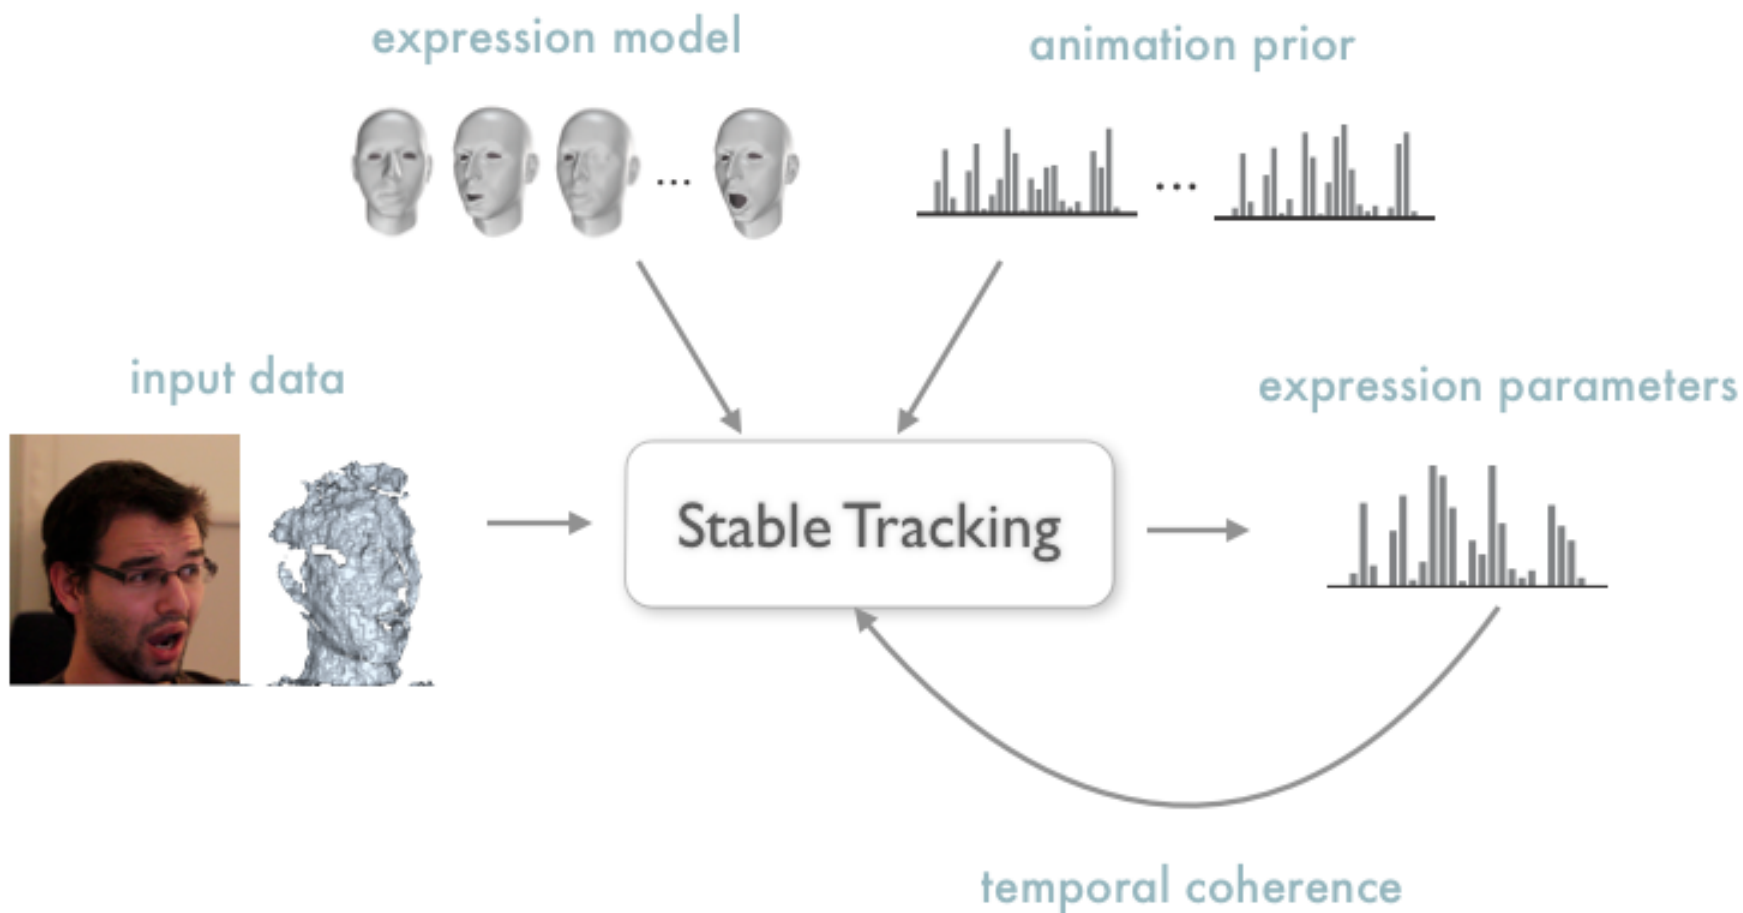 expression model
animation prior
input data
expression parameters
Stable Tracking
temporal coherence